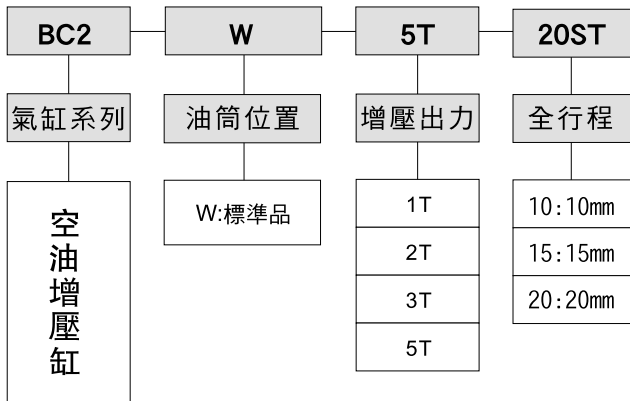 BC2
W
5T
20ST
氣缸系列
油筒位置
增壓出力
全行程
空油增壓缸
W:標準品
1T
2T
3T
5T
10:10mm
15:15mm
20:20mm